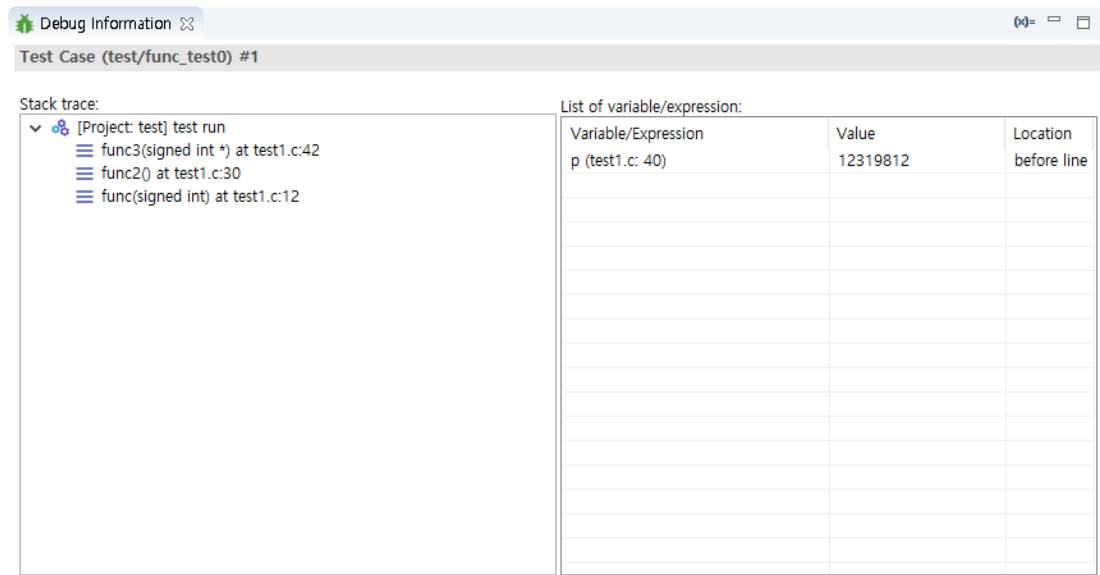 Debug Information
(x)=
Test Case (test/func_test0) #1
Stack trace:
[Project: test] test run
func3(signed int *) at test1.c:42
func2() at test1.c:30
func(signed int) at test1.c:12
List of variable/expression:
Variable/Expression Value Location
p (test1.c: 40) 12319812 before line